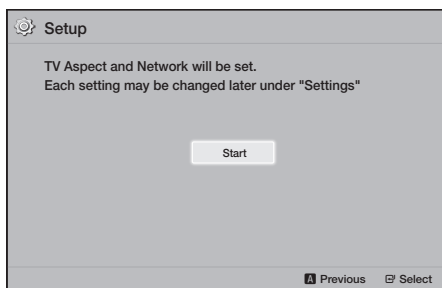 Setup
TV Aspect and Network will be set.
Each setting may be changed later under "Settings"
Start
A Previous Select